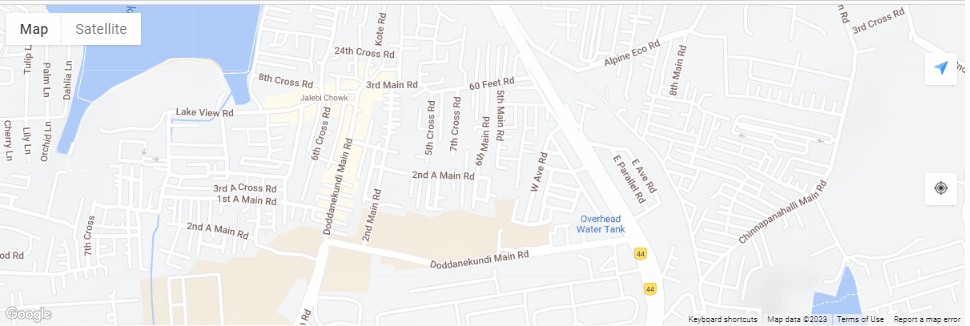 Map
Satellite
Kote Rd
24th Cross Rd
8th Cross Rd
3rd Main Rd
60 Feet Rd
Alpine Eco Rd
8th Main Rd
3rd Cross Rd
Tulip Ln
Palm Ln
Dahlia Ln
Jalebi Chowk
Lake View Rd
Cherry Ln
Lily Ln
Orchid Ln
6th Cross Rd
5th Cross Rd
7th Cross Rd
6th Main Rd
5th Main Rd
Doddanekundi Main Rd
2nd A Main Rd
W Ave Rd
E Ave Rd
E Parallel Rd
3rd A Cross Rd
1st A Main Rd
2nd Main Rd
7th Cross
2nd A Main Rd
Overhead
Water Tank
Chinnapanahalli Main Rd
Doddanekundi Main Rd
44
44
od Rd
n Rd
n Rd
Google
Keyboard shortcuts
Map data ©2023
Terms of Use
Report a map error